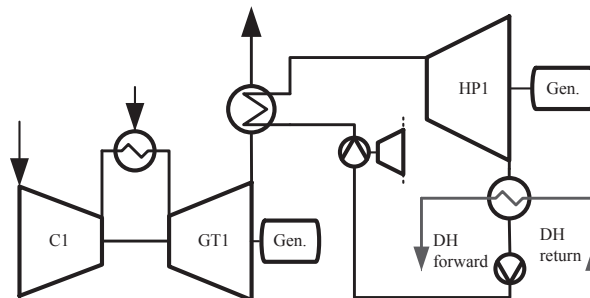 HP1
Gen.
C1
GT1
Gen.
DH
forward
DH
return